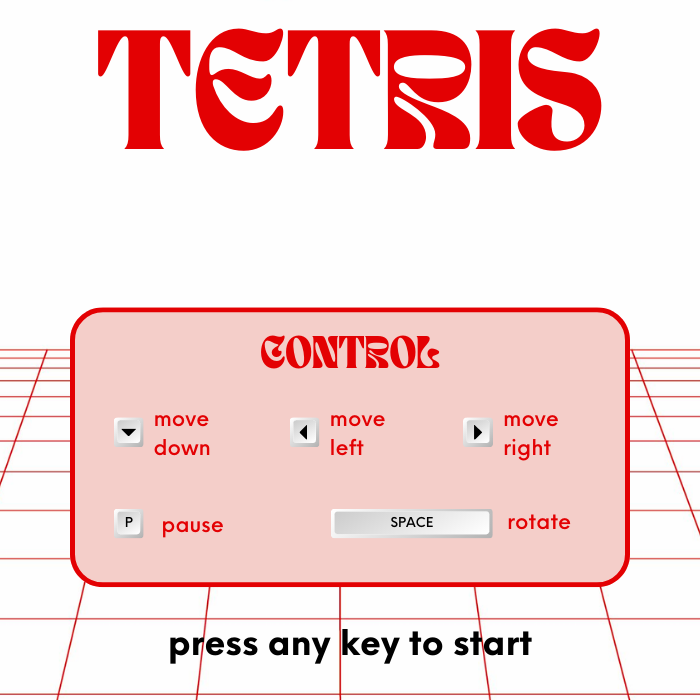 TETRIS
CONTROL
move down
move left
move right
P
pause
SPACE
rotate
press any key to start